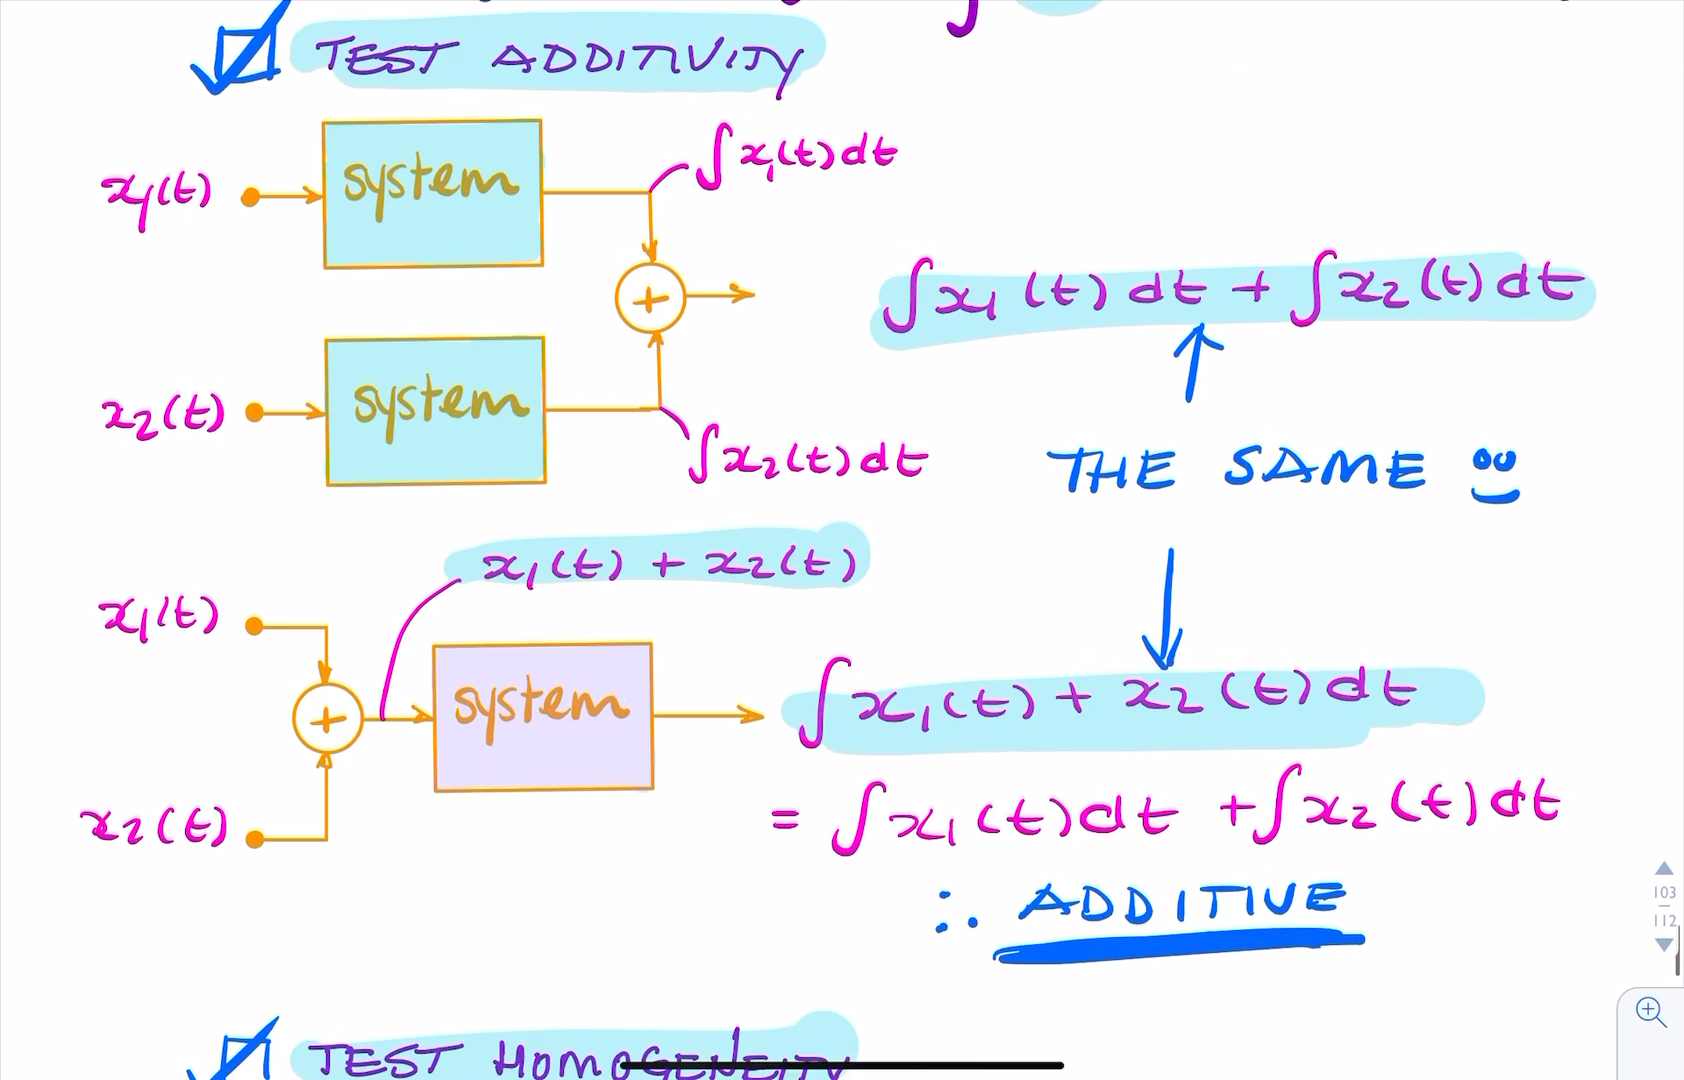 TEST ADDITIVITY
x₁(t)
system
∫x₁(t)dt
+
∫x₁(t)dt + ∫x₂(t)dt
x₂(t)
system
∫x₂(t)dt
THE SAME
x₁(t) + x₂(t)
x₁(t)
+
system
∫x₁(t) + x₂(t)dt
x₂(t)
= ∫x₁(t)dt + ∫x₂(t)dt
∴ ADDITIVE
103
112
TEST HOMOGENEITY